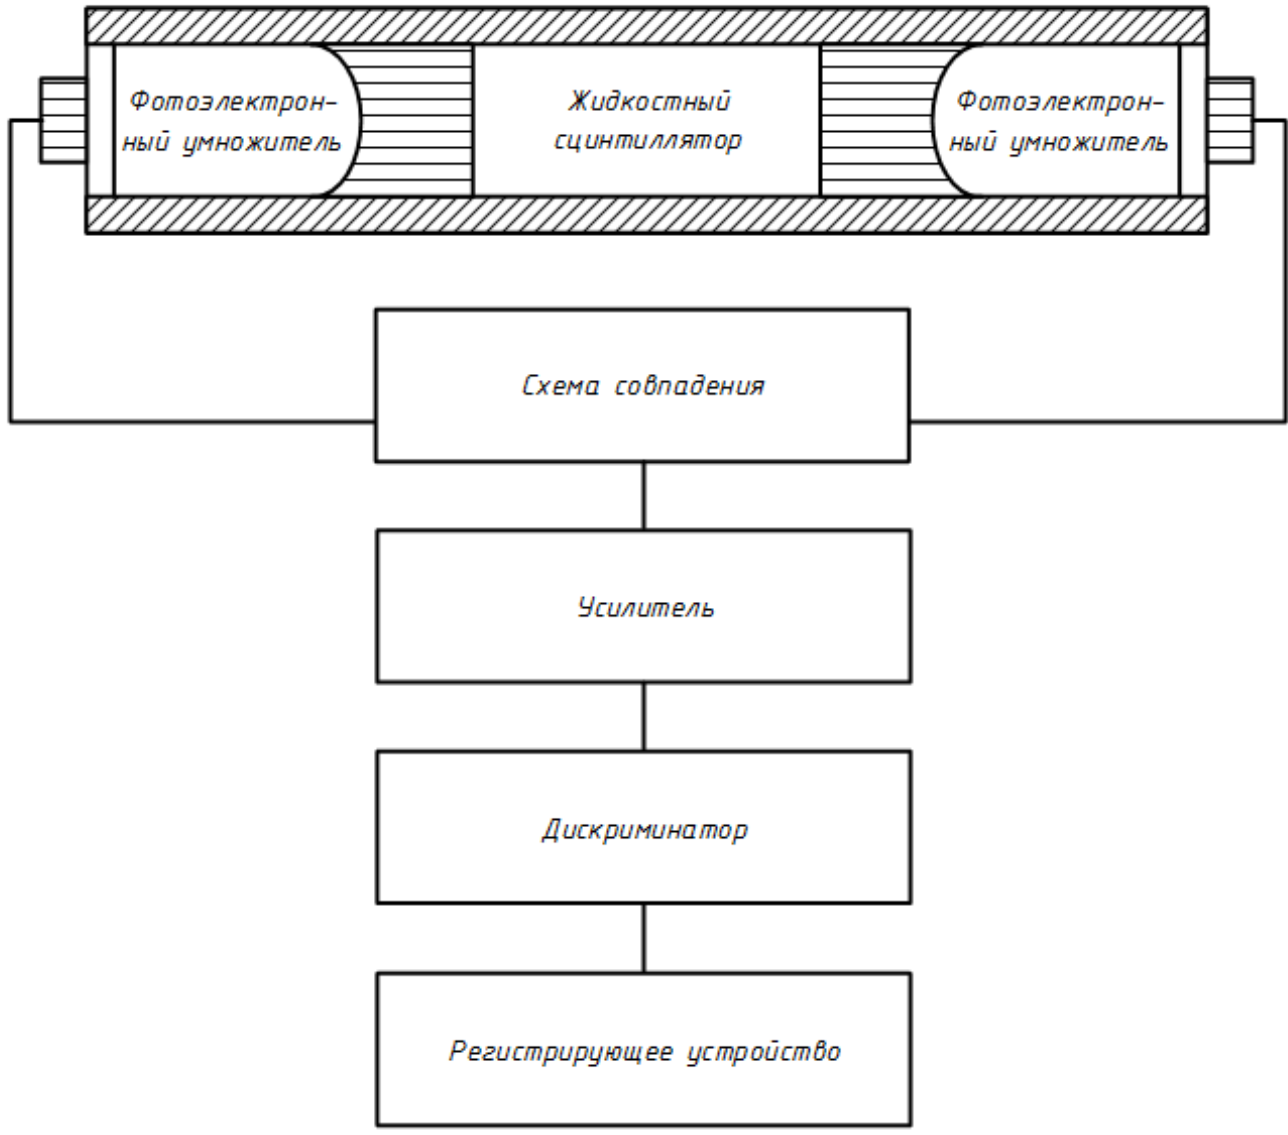 Фотоэлектрон-
ный умножитель
Жидкостный
сцинтиллятор
Фотоэлектрон-
ный умножитель
Схема совпадения
Усилитель
Дискриминатор
Регистрирующее устройство